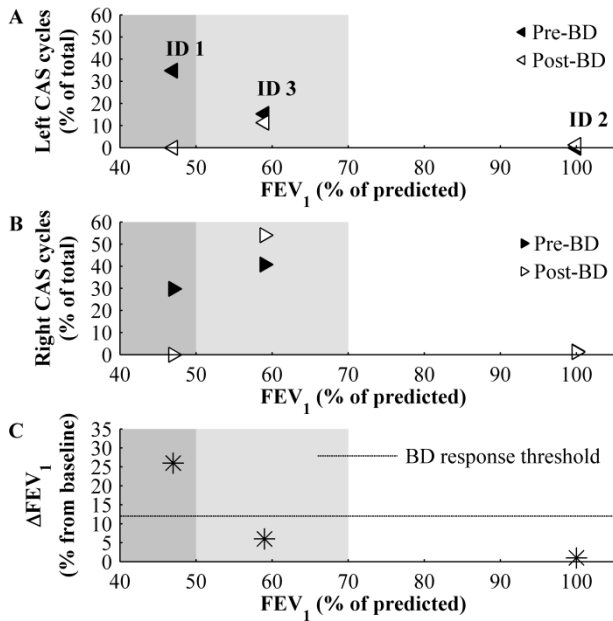 A
60
50
40
30
20
10
0
Left CAS cycles
(% of total)
ID 1
ID 3
ID 2
Pre-BD
Post-BD
40 50 60 70 80 90 100
FEV1 (% of predicted)
B
60
50
40
30
20
10
0
Right CAS cycles
(% of total)
Pre-BD
Post-BD
40 50 60 70 80 90 100
FEV1 (% of predicted)
C
35
30
25
20
15
10
5
0
ΔFEV1
(% from baseline)
BD response threshold
40 50 60 70 80 90 100
FEV1 (% of predicted)